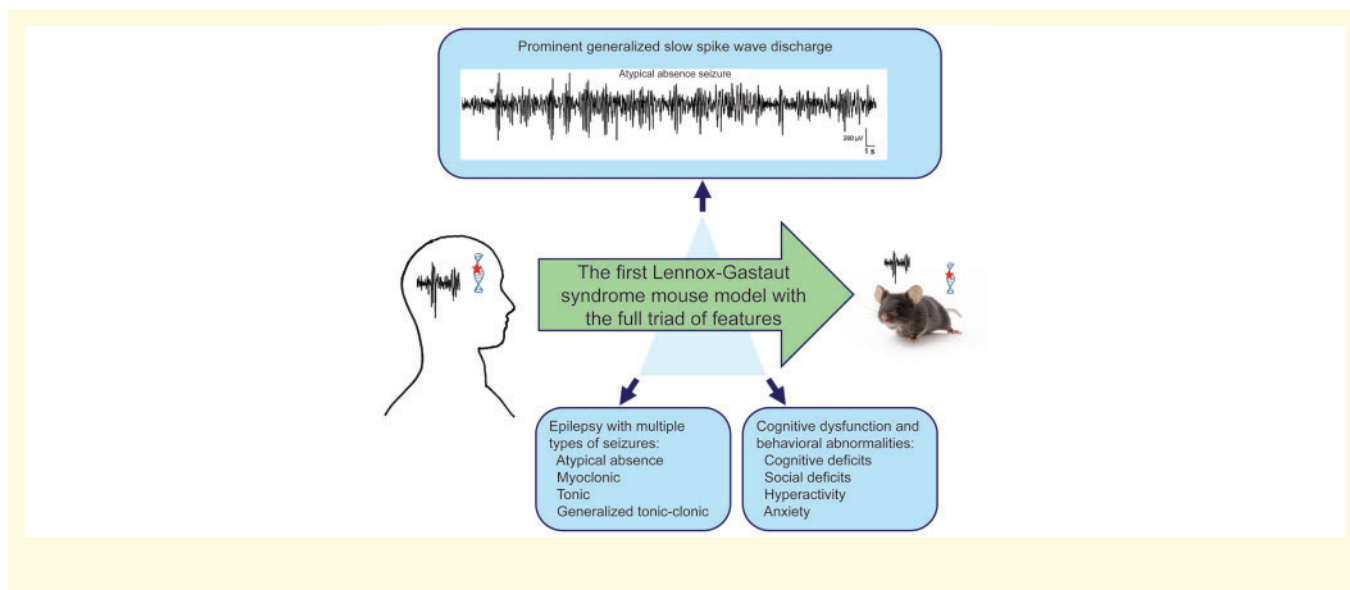 Prominent generalized slow spike wave discharge
Atypical absence seizure
200 µV
1 s
The first Lennox-Gastaut
syndrome mouse model with
the full triad of features
Epilepsy with multiple
types of seizures:
Atypical absence
Myoclonic
Tonic
Generalized tonic-clonic
Cognitive dysfunction and
behavioral abnormalities:
Cognitive deficits
Social deficits
Hyperactivity
Anxiety